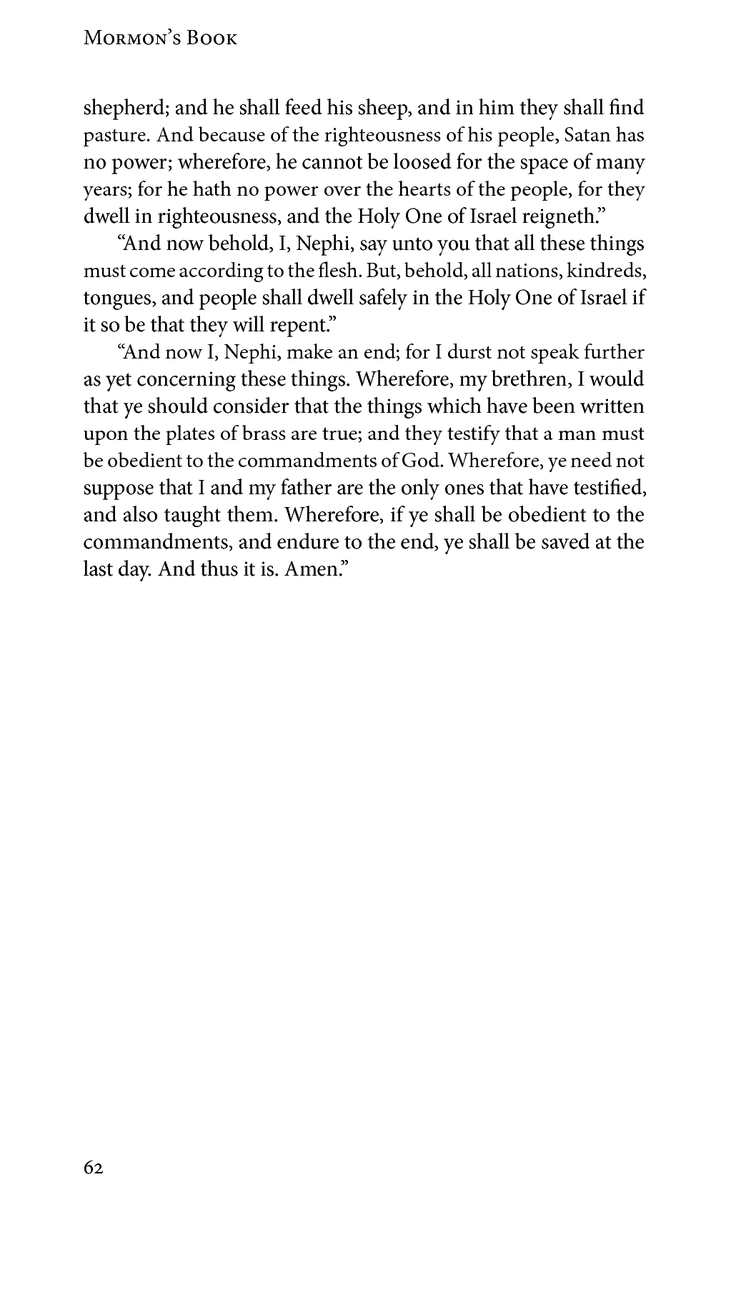 Mormon’s Book
shepherd; and he shall feed his sheep, and in him they shall find
pasture. And because of the righteousness of his people, Satan has
no power; wherefore, he cannot be loosed for the space of many
years; for he hath no power over the hearts of the people, for they
dwell in righteousness, and the Holy One of Israel reigneth.”
“And now behold, I, Nephi, say unto you that all these things
must come according to the flesh. But, behold, all nations, kindreds,
tongues, and people shall dwell safely in the Holy One of Israel if
it so be that they will repent.”
“And now I, Nephi, make an end; for I durst not speak further
as yet concerning these things. Wherefore, my brethren, I would
that ye should consider that the things which have been written
upon the plates of brass are true; and they testify that a man must
be obedient to the commandments of God. Wherefore, ye need not
suppose that I and my father are the only ones that have testified,
and also taught them. Wherefore, if ye shall be obedient to the
commandments, and endure to the end, ye shall be saved at the
last day. And thus it is. Amen.”
62